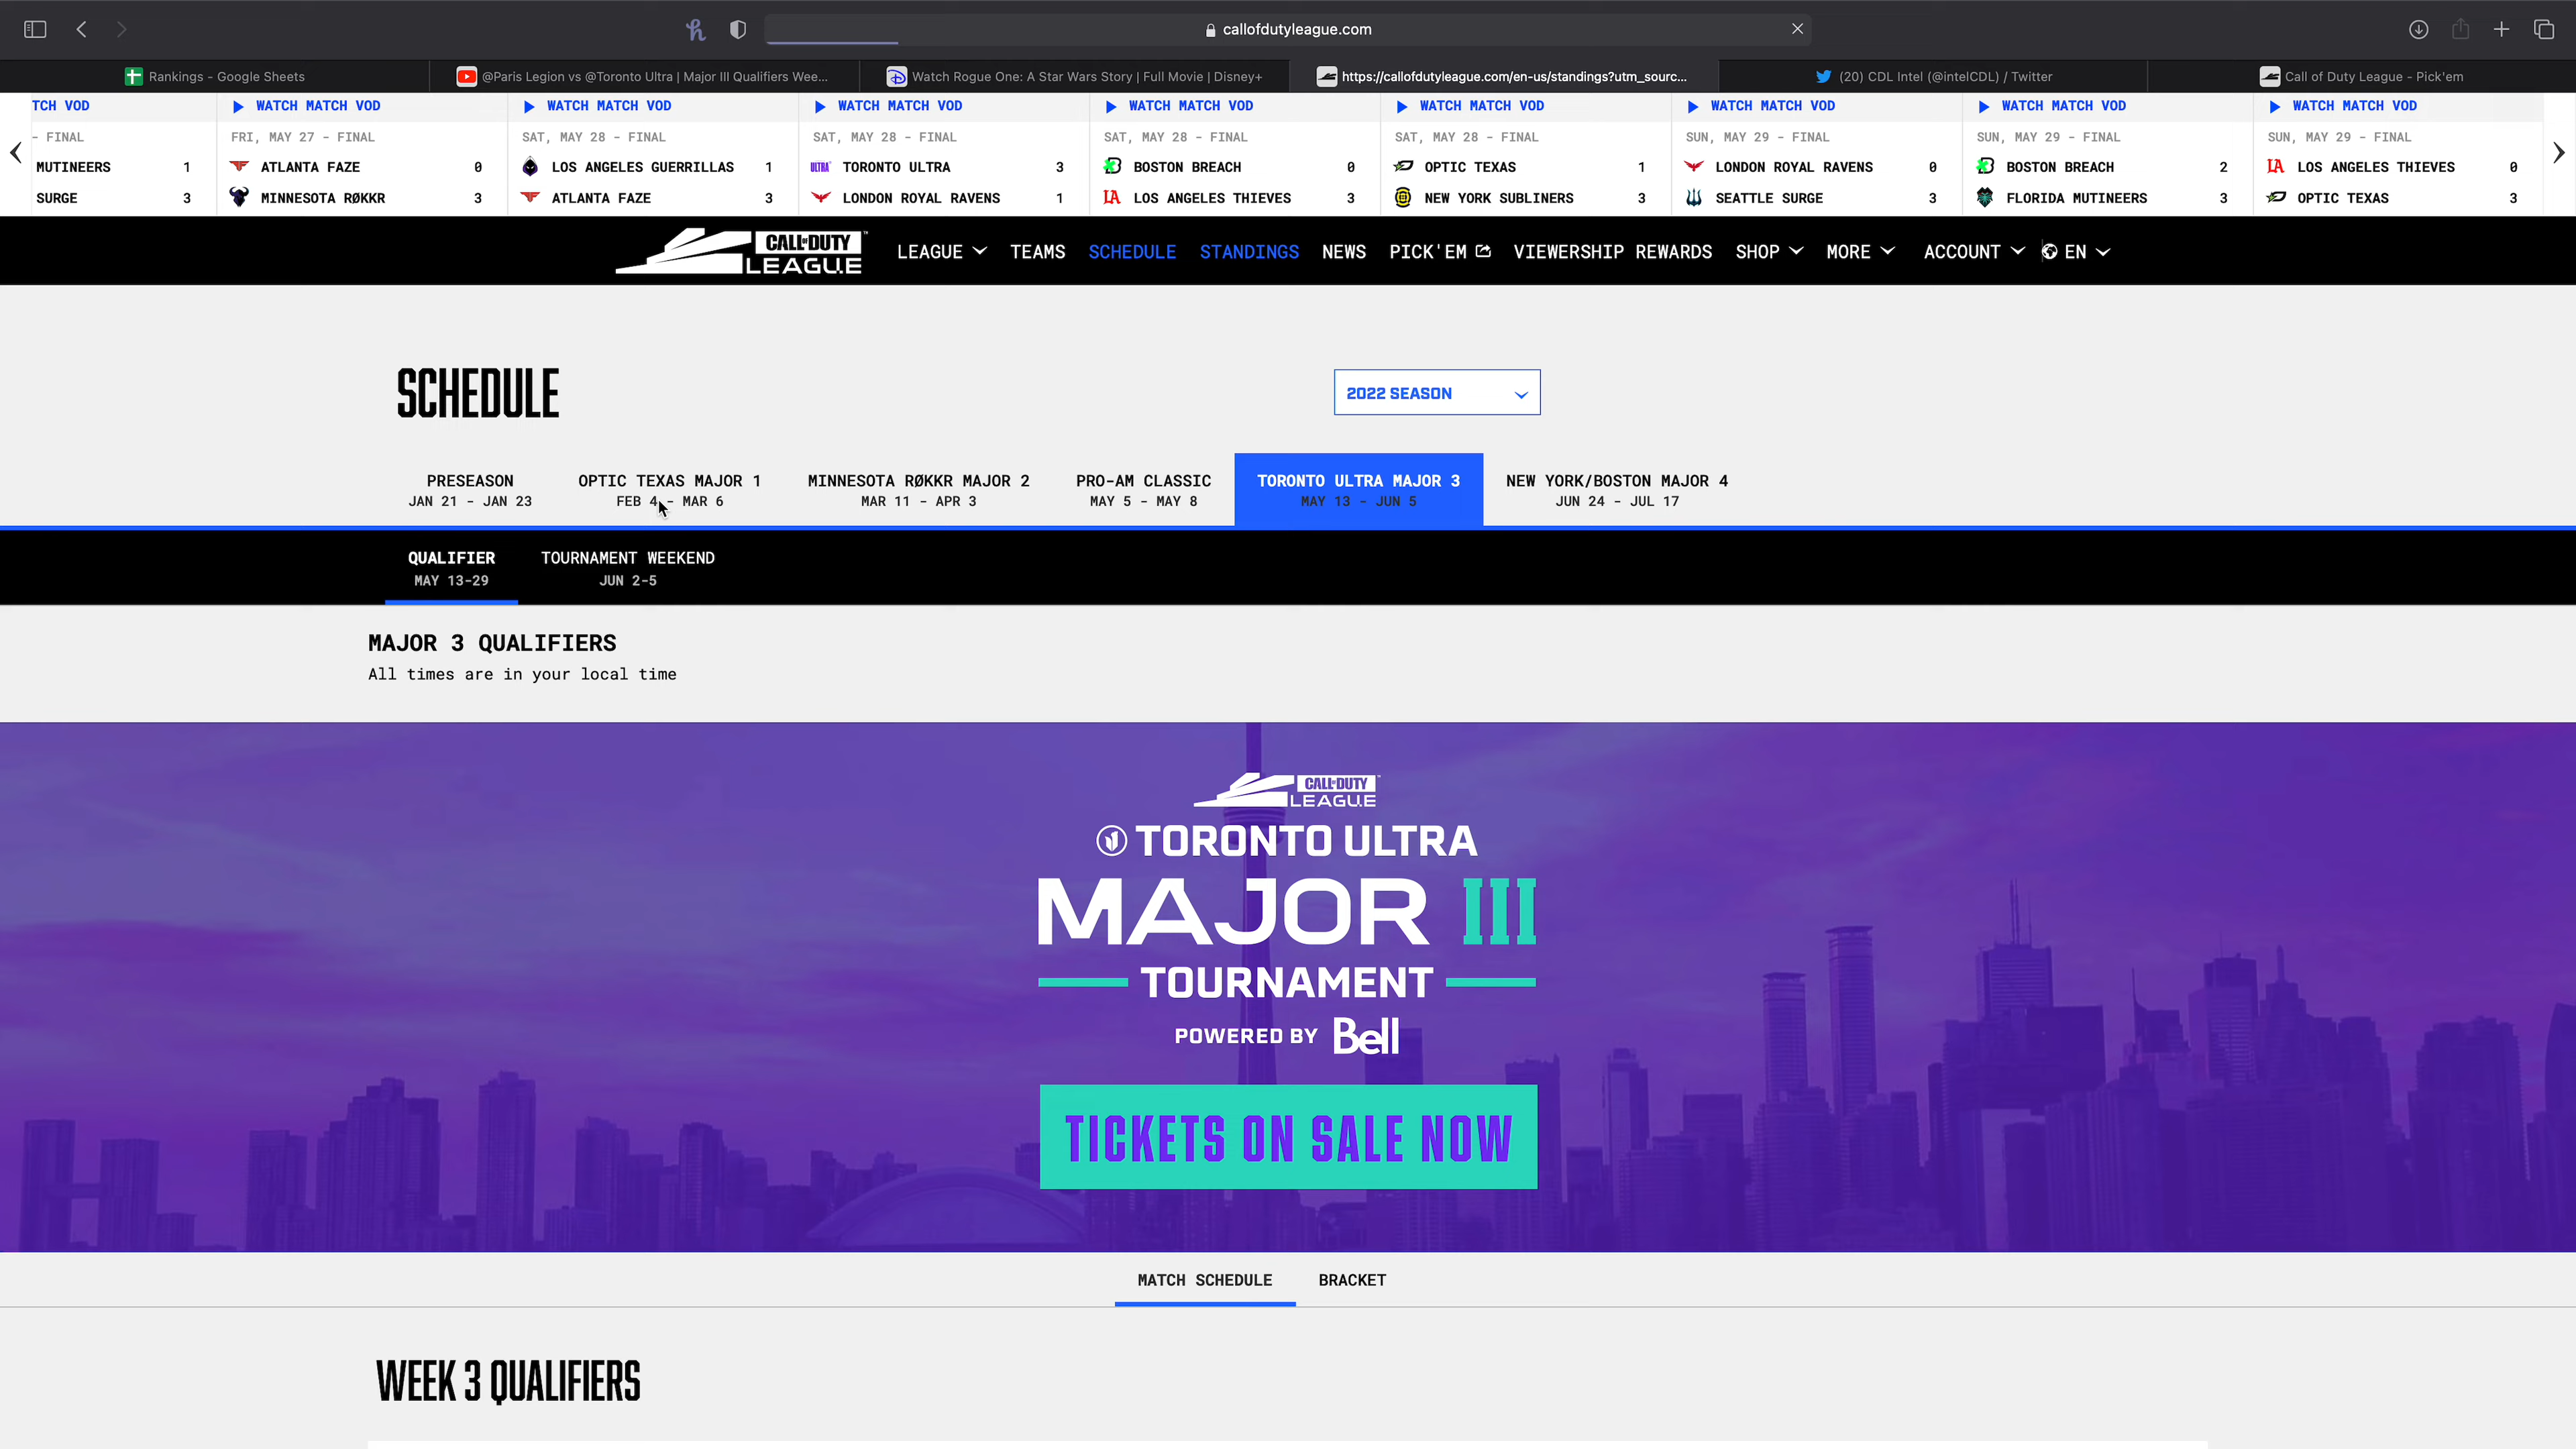 callofdutyleague.com
Rankings - Google Sheets
@Paris Legion vs @Toronto Ultra | Major III Qualifiers Wee...
Watch Rogue One: A Star Wars Story | Full Movie | Disney+
https://callofdutyleague.com/en-us/standings?utm_sourc...
(20) CDL Intel (@intelCDL) / Twitter
Call of Duty League - Pick'em
TCH VOD
WATCH MATCH VOD
WATCH MATCH VOD
WATCH MATCH VOD
WATCH MATCH VOD
WATCH MATCH VOD
WATCH MATCH VOD
WATCH MATCH VOD
WATCH MATCH VOD
- FINAL
MUTINEERS 1
SURGE 3
FRI, MAY 27 - FINAL
ATLANTA FAZE 0
MINNESOTA RØKKR 3
SAT, MAY 28 - FINAL
LOS ANGELES GUERRILLAS 1
ATLANTA FAZE 3
SAT, MAY 28 - FINAL
ULTRA TORONTO ULTRA 3
LONDON ROYAL RAVENS 1
SAT, MAY 28 - FINAL
BOSTON BREACH 0
LA LOS ANGELES THIEVES 3
SAT, MAY 28 - FINAL
OPTIC TEXAS 1
NEW YORK SUBLINERS 3
SUN, MAY 29 - FINAL
LONDON ROYAL RAVENS 0
SEATTLE SURGE 3
SUN, MAY 29 - FINAL
BOSTON BREACH 2
FLORIDA MUTINEERS 3
SUN, MAY 29 - FINAL
LA LOS ANGELES THIEVES 0
OPTIC TEXAS 3
CALL OF DUTY
LEAGUE
LEAGUE TEAMS SCHEDULE STANDINGS NEWS PICK'EM VIEWERSHIP REWARDS SHOP MORE ACCOUNT EN
SCHEDULE
2022 SEASON
PRESEASON
JAN 21 - JAN 23
OPTIC TEXAS MAJOR 1
FEB 4 - MAR 6
MINNESOTA RØKKR MAJOR 2
MAR 11 - APR 3
PRO-AM CLASSIC
MAY 5 - MAY 8
TORONTO ULTRA MAJOR 3
MAY 13 - JUN 5
NEW YORK/BOSTON MAJOR 4
JUN 24 - JUL 17
QUALIFIER
MAY 13-29
TOURNAMENT WEEKEND
JUN 2-5
MAJOR 3 QUALIFIERS
All times are in your local time
CALL OF DUTY
LEAGUE
TORONTO ULTRA
MAJOR III
TOURNAMENT
POWERED BY Bell
TICKETS ON SALE NOW
MATCH SCHEDULE
BRACKET
WEEK 3 QUALIFIERS